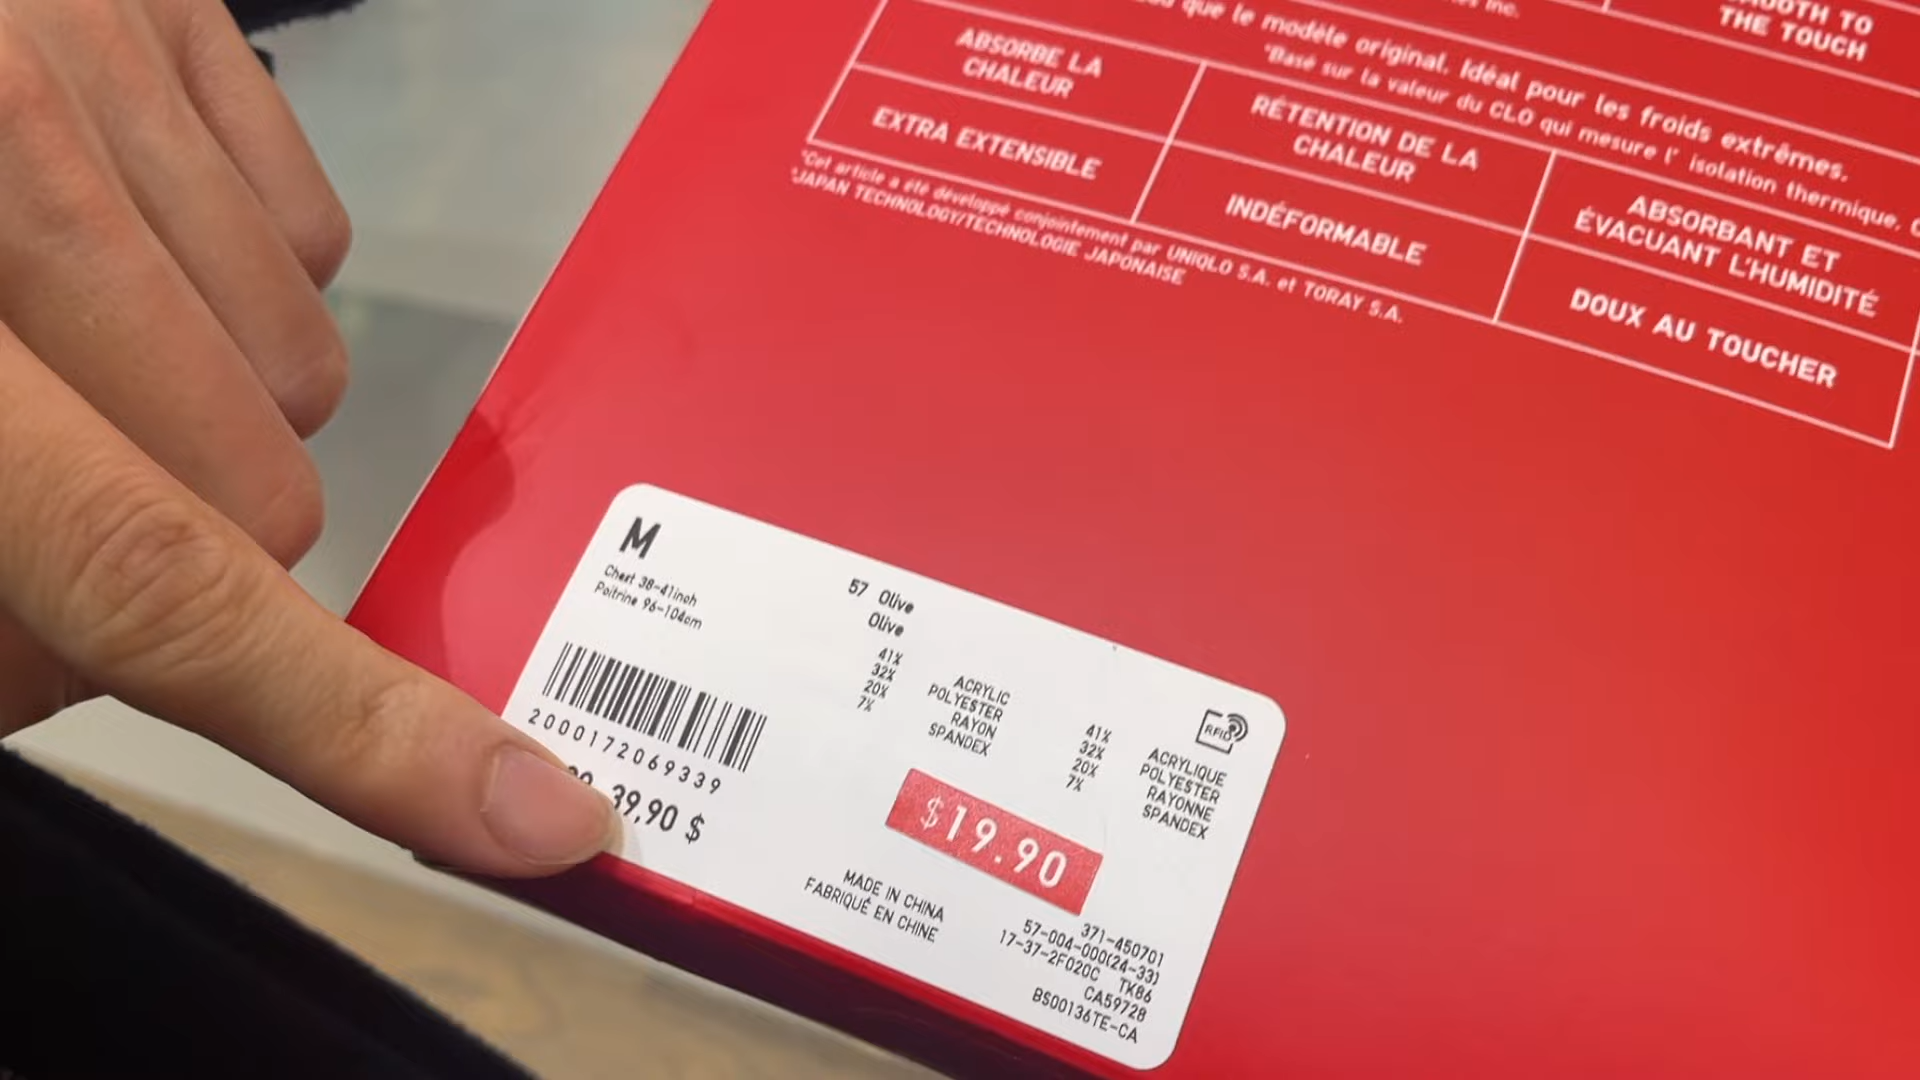 SMOOTH TO
THE TOUCH
que le modèle original. Idéal pour les froids extrêmes.
*Basé sur la valeur du CLO qui mesure l' isolation thermique.
ABSORBE LA
CHALEUR
RÉTENTION DE LA
CHALEUR
ABSORBANT ET
ÉVACUANT L'HUMIDITÉ
EXTRA EXTENSIBLE
INDÉFORMABLE
DOUX AU TOUCHER
*Cet article a été développé conjointement par UNIQLO S.A. et TORAY S.A.
*JAPAN TECHNOLOGY/TECHNOLOGIE JAPONAISE
M
Chest 38-41inch
Poitrine 96-104cm
57 Olive
Olive
41% ACRYLIC
32% POLYESTER
20% RAYON
7% SPANDEX
41% ACRYLIQUE
32% POLYESTER
20% RAYONNE
7% SPANDEX
RFID
2000172069339
39,90 $
$19.90
MADE IN CHINA
FABRIQUÉ EN CHINE
371-450701
57-004-000(24-33)
17-37-2F020C TK86
CA59728
BS00136TE-CA